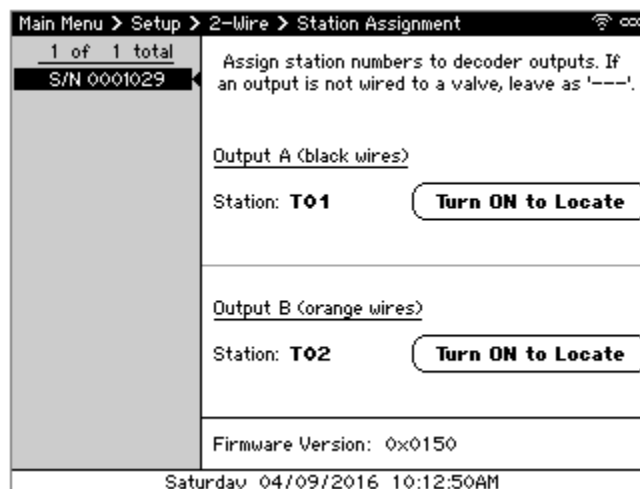 Main Menu > Setup > 2-Wire > Station Assignment
1 of 1 total
S/N 0001029
Assign station numbers to decoder outputs. If
an output is not wired to a valve, leave as '---'.
Output A (black wires)
Station: T01
Turn ON to Locate
Output B (orange wires)
Station: T02
Turn ON to Locate
Firmware Version: 0x0150
Saturday 04/09/2016 10:12:50AM